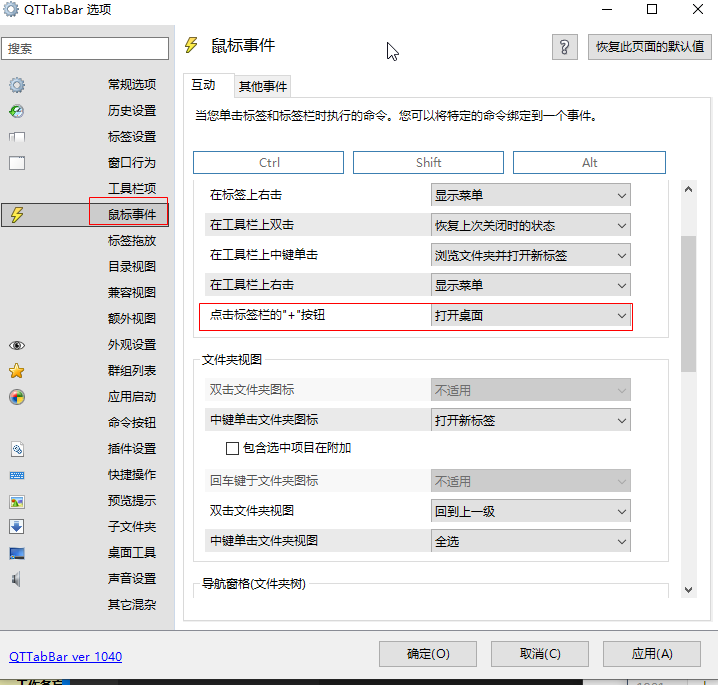 QTTabBar 选项
搜索
常规选项
历史设置
标签设置
窗口行为
工具栏项
鼠标事件
标签拖放
目录视图
兼容视图
额外视图
外观设置
群组列表
应用启动
命令按钮
插件设置
快捷操作
预览提示
子文件夹
桌面工具
声音设置
其它混杂
鼠标事件
?
恢复此页面的默认值
互动
其他事件
当您单击标签和标签栏时执行的命令。您可以将特定的命令绑定到一个事件。
Ctrl Shift Alt
在标签上右击 显示菜单
在工具栏上双击 恢复上次关闭时的状态
在工具栏上中键单击 浏览文件夹并打开新标签
在工具栏上右击 显示菜单
点击标签栏的"+"按钮 打开桌面
文件夹视图
双击文件夹图标 不适用
中键单击文件夹图标 打开新标签
包含选中项目在附加
回车键于文件夹图标 不适用
双击文件夹视图 回到上一级
中键单击文件夹视图 全选
导航窗格(文件夹树)
QTTabBar ver 1040
确定(O) 取消(C) 应用(A)